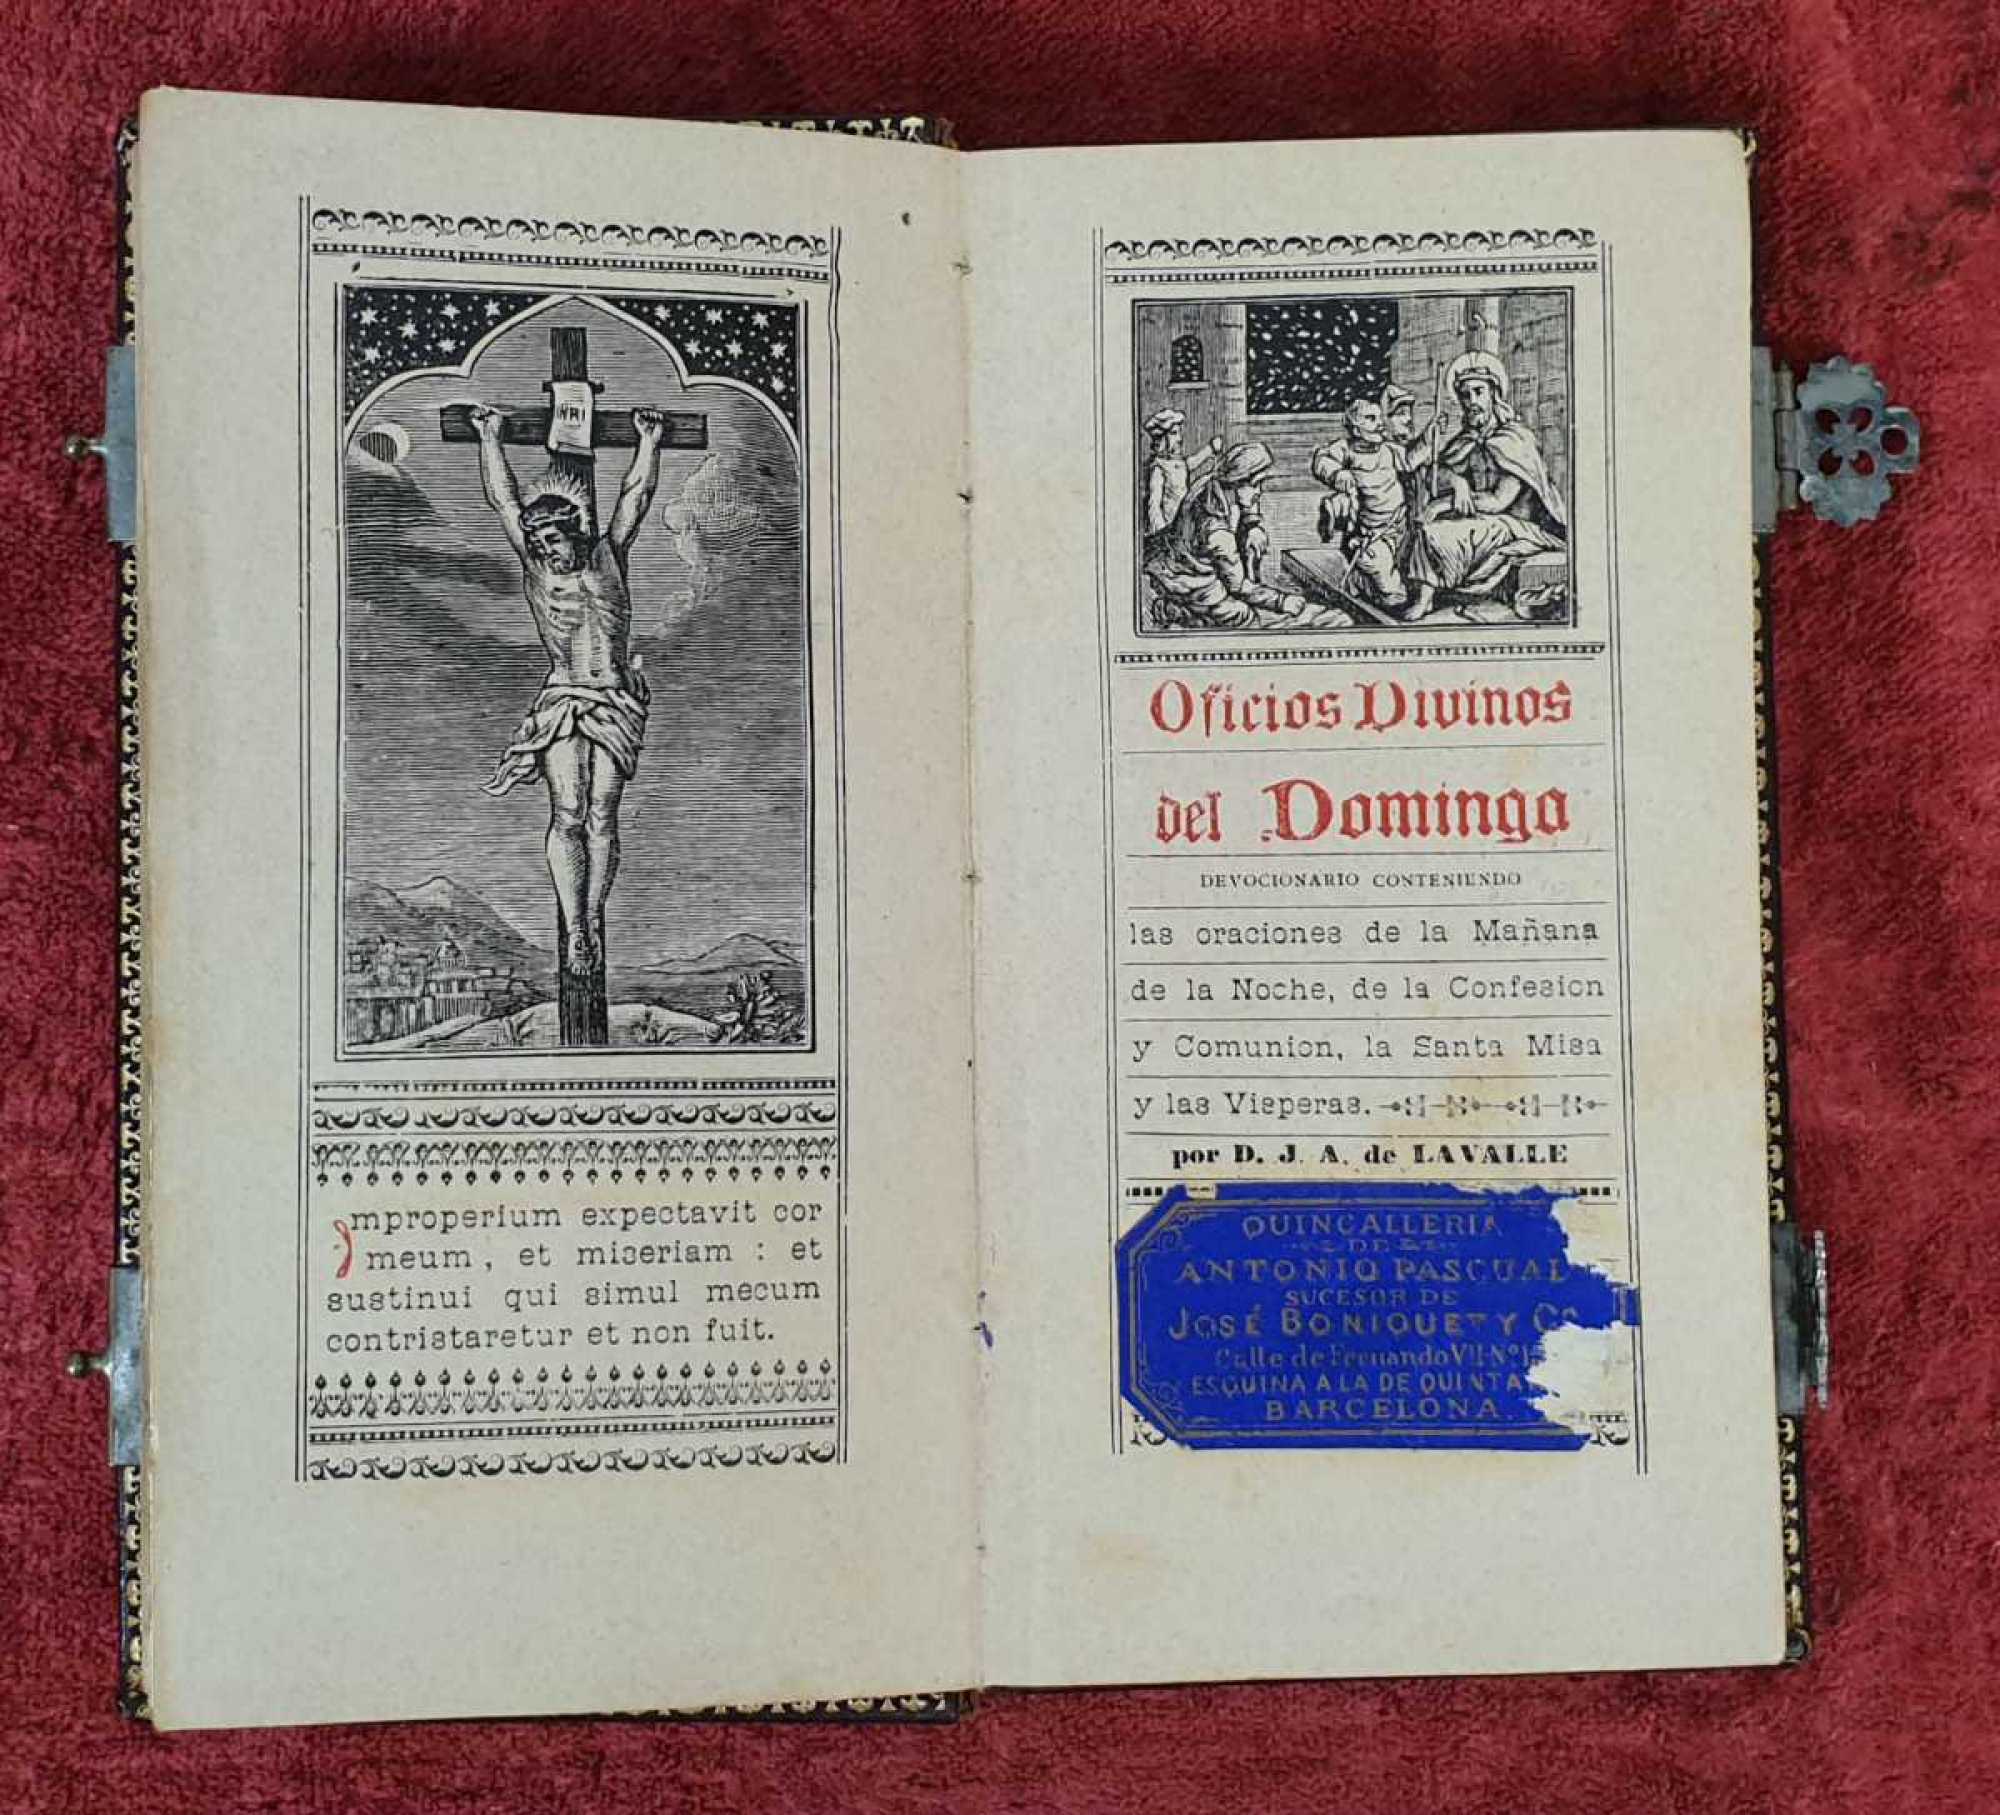 INRI
Improperium expectavit cor
meum, et miseriam : et
sustinui qui simul mecum
contristaretur et non fuit.
Oficios Divinos
del Domingo
DEVOCIONARIO CONTENIENDO
las oraciones de la Mañana
de la Noche, de la Confesion
y Comunion, la Santa Misa
y las Visperas.
por D. J. A. de LAVALLE
QUINCALLERIA
DE
ANTONIO PASCUAL
SUCESOR DE
JOSÉ BONIQUET Y Cª
Calle de Fernando VII Nº
ESQUINA A LA DE
BARCELONA.